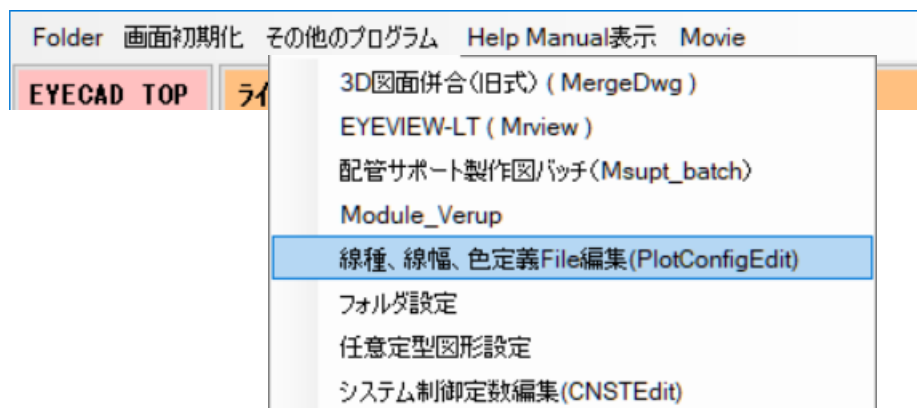 Folder 画面初期化 その他のプログラム Help Manual表示 Movie
EYECAD TOP
3D図面併合(旧式) ( MergeDwg )
EYEVIEW-LT ( Mrview )
配管サポート製作図バッチ(Msupt_batch)
Module_Verup
線種、線幅、色定義File編集(PlotConfigEdit)
フォルダ設定
任意定型図形設定
システム制御定数編集(CNSTEdit)